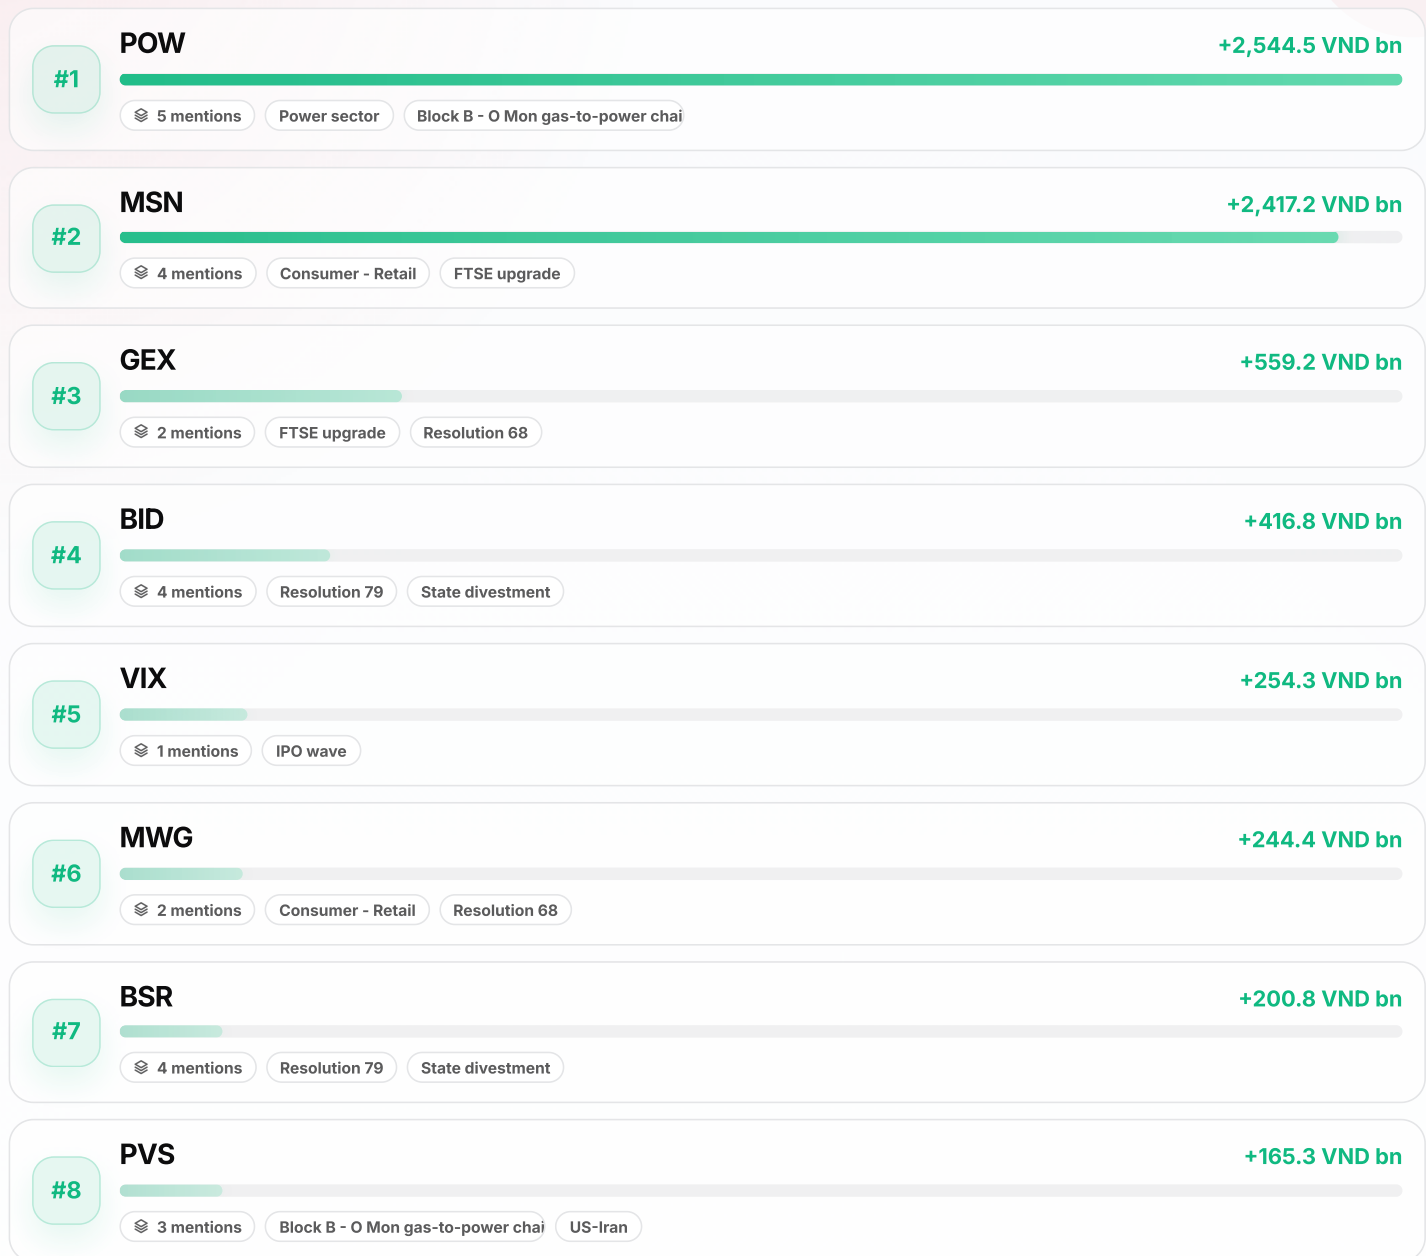 POW
+2,544.5 VND bn
#1
5 mentions
Power sector
Block B - O Mon gas-to-power chai
MSN
+2,417.2 VND bn
#2
4 mentions
Consumer - Retail
FTSE upgrade
GEX
+559.2 VND bn
#3
2 mentions
FTSE upgrade
Resolution 68
BID
+416.8 VND bn
#4
4 mentions
Resolution 79
State divestment
VIX
+254.3 VND bn
#5
1 mentions
IPO wave
MWG
+244.4 VND bn
#6
2 mentions
Consumer - Retail
Resolution 68
BSR
+200.8 VND bn
#7
4 mentions
Resolution 79
State divestment
PVS
+165.3 VND bn
#8
3 mentions
Block B - O Mon gas-to-power chai
US-Iran